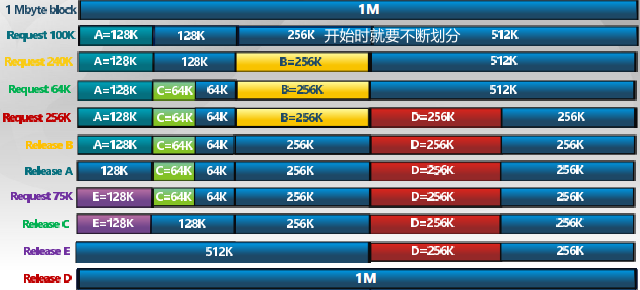 1 Mbyte block 1M
Request 100K A=128K 128K 256K 开始时就要不断划分 512K
Request 240K A=128K 128K B=256K 512K
Request 64K A=128K C=64K 64K B=256K 512K
Request 256K A=128K C=64K 64K B=256K D=256K 256K
Release B A=128K C=64K 64K 256K D=256K 256K
Release A 128K C=64K 64K 256K D=256K 256K
Request 75K E=128K C=64K 64K 256K D=256K 256K
Release C E=128K 128K 256K D=256K 256K
Release E 512K D=256K 256K
Release D 1M